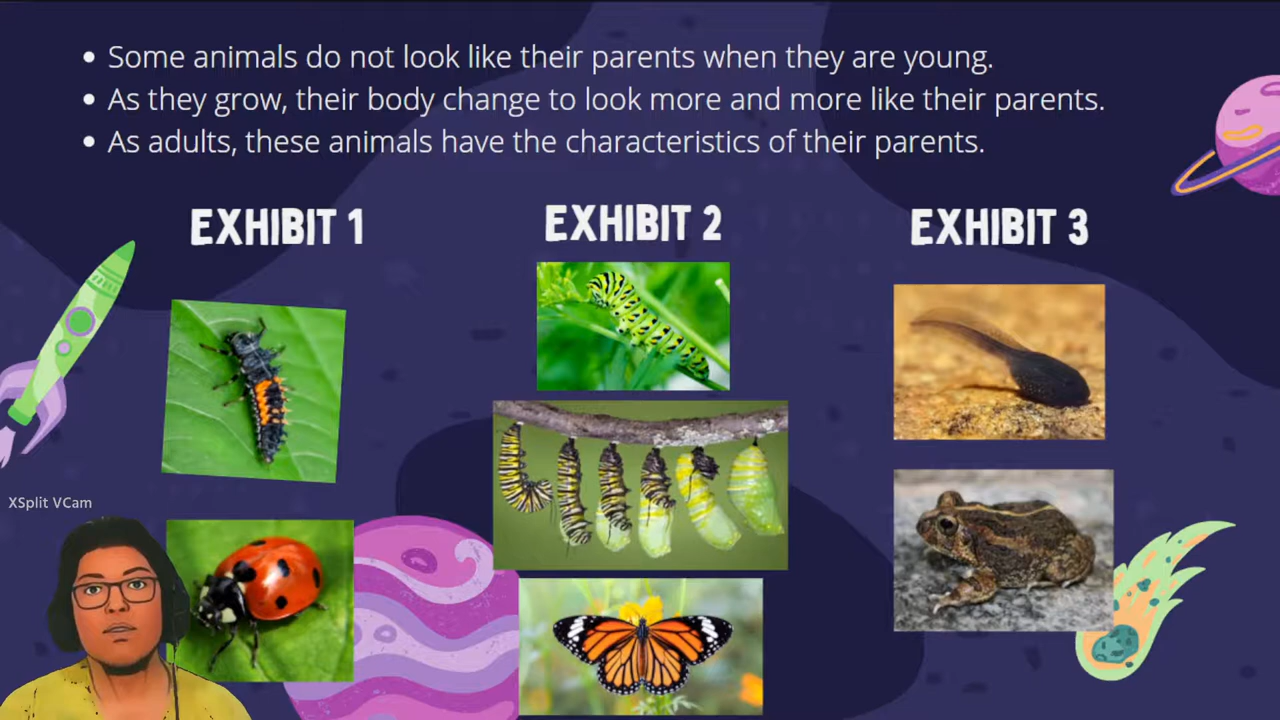 Some animals do not look like their parents when they are young.
As they grow, their body change to look more and more like their parents.
As adults, these animals have the characteristics of their parents.
EXHIBIT 1
EXHIBIT 2
EXHIBIT 3
XSplit VCam